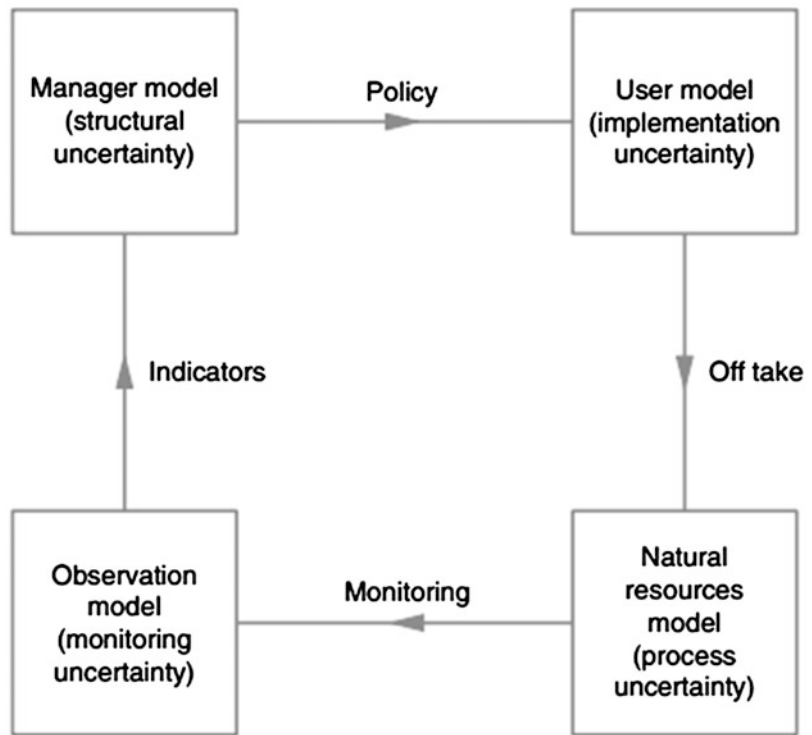 Manager model
(structural
uncertainty)
Policy
User model
(implementation
uncertainty)
Indicators
Off take
Observation
model
(monitoring
uncertainty)
Monitoring
Natural
resources
model
(process
uncertainty)